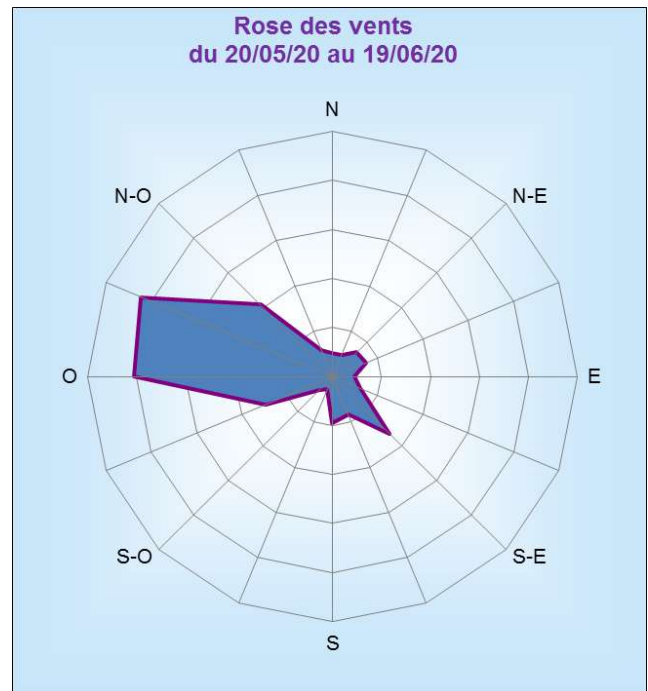 Rose des vents
du 20/05/20 au 19/06/20
N
N-O
N-E
O
E
S-O
S-E
S